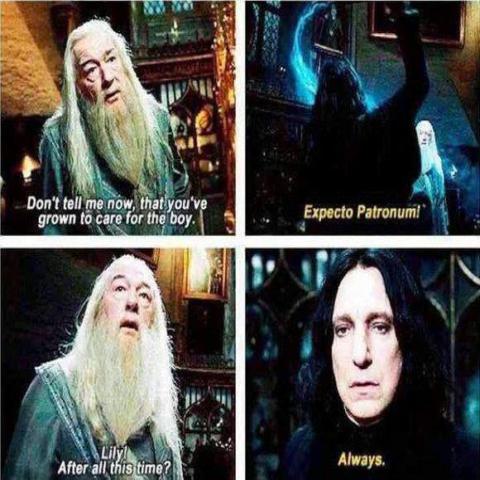 Don't tell me now, that you've
grown to care for the boy.
Expecto Patronum!
Lily!
After all this time?
Always.